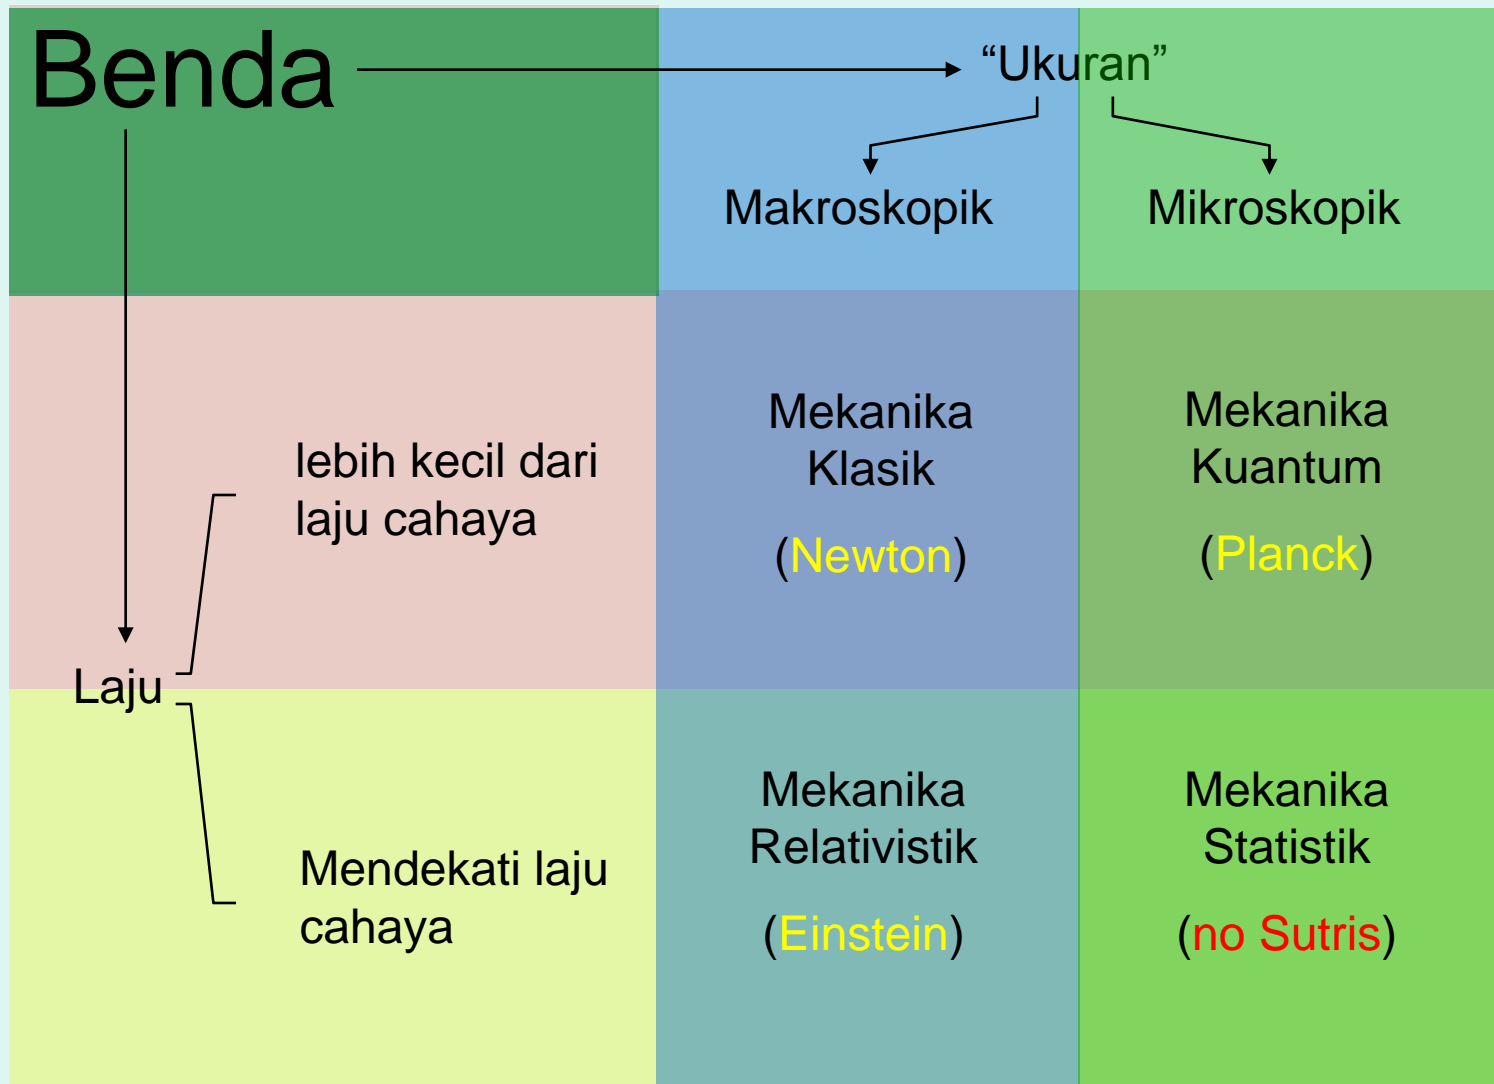 Benda
“Ukuran”
Makroskopik
Mikroskopik
lebih kecil dari
laju cahaya
Mekanika
Klasik
(Newton)
Mekanika
Kuantum
(Planck)
Laju
Mendekati laju
cahaya
Mekanika
Relativistik
(Einstein)
Mekanika
Statistik
(no Sutris)